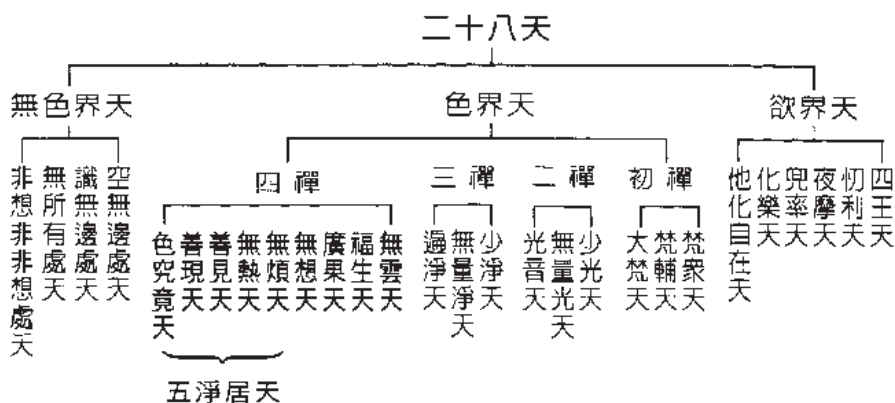 二十八天
欲界天
四王天
忉利天
夜摩天
兜率天
化樂天
他化自在天
色界天
初禪
梵衆天
梵輔天
大梵天
二禪
少光天
無量光天
光音天
三禪
少淨天
無量淨天
遍淨天
四禪
無雲天
福生天
廣果天
無想天
無煩天
無熱天
善見天
善現天
色究竟天
五淨居天
無色界天
空無邊處天
識無邊處天
無所有處天
非想非非想處天